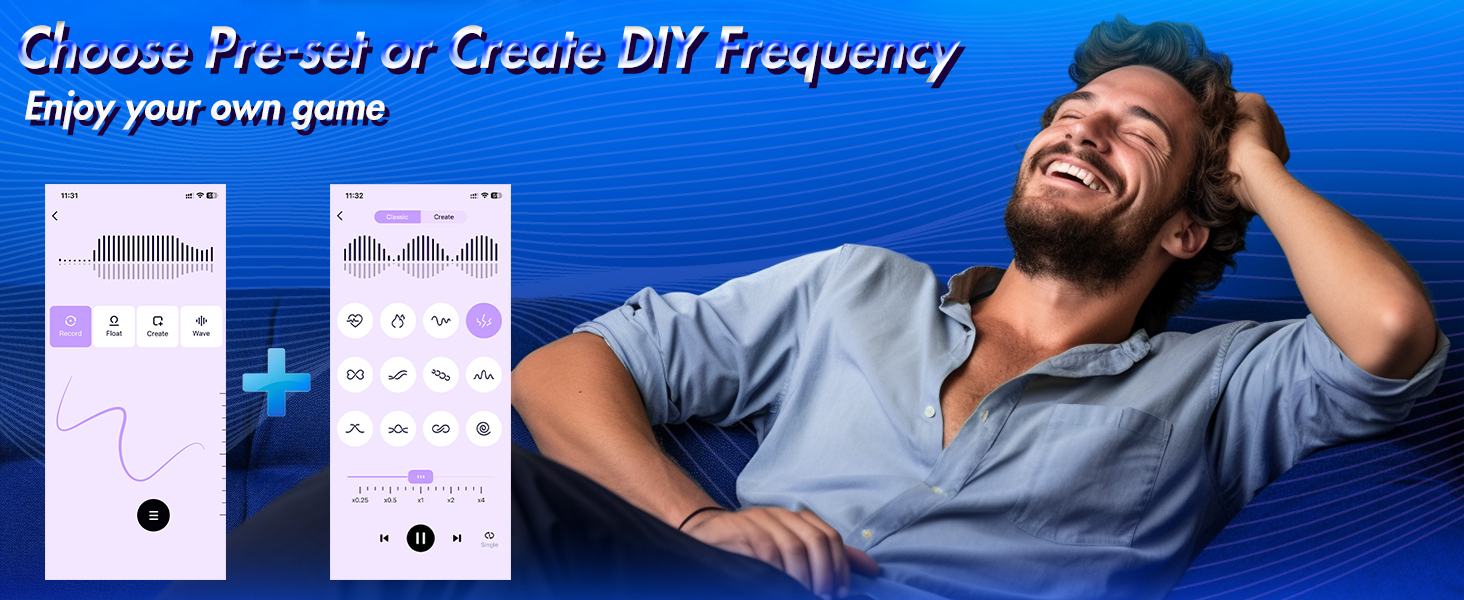 Choose Pre-set or Create DIY Frequency
Enjoy your own game
11:31
Record
Float
Create
Wave
11:32
Classic
Create
x0.25
x0.5
x1
x2
x4
Single